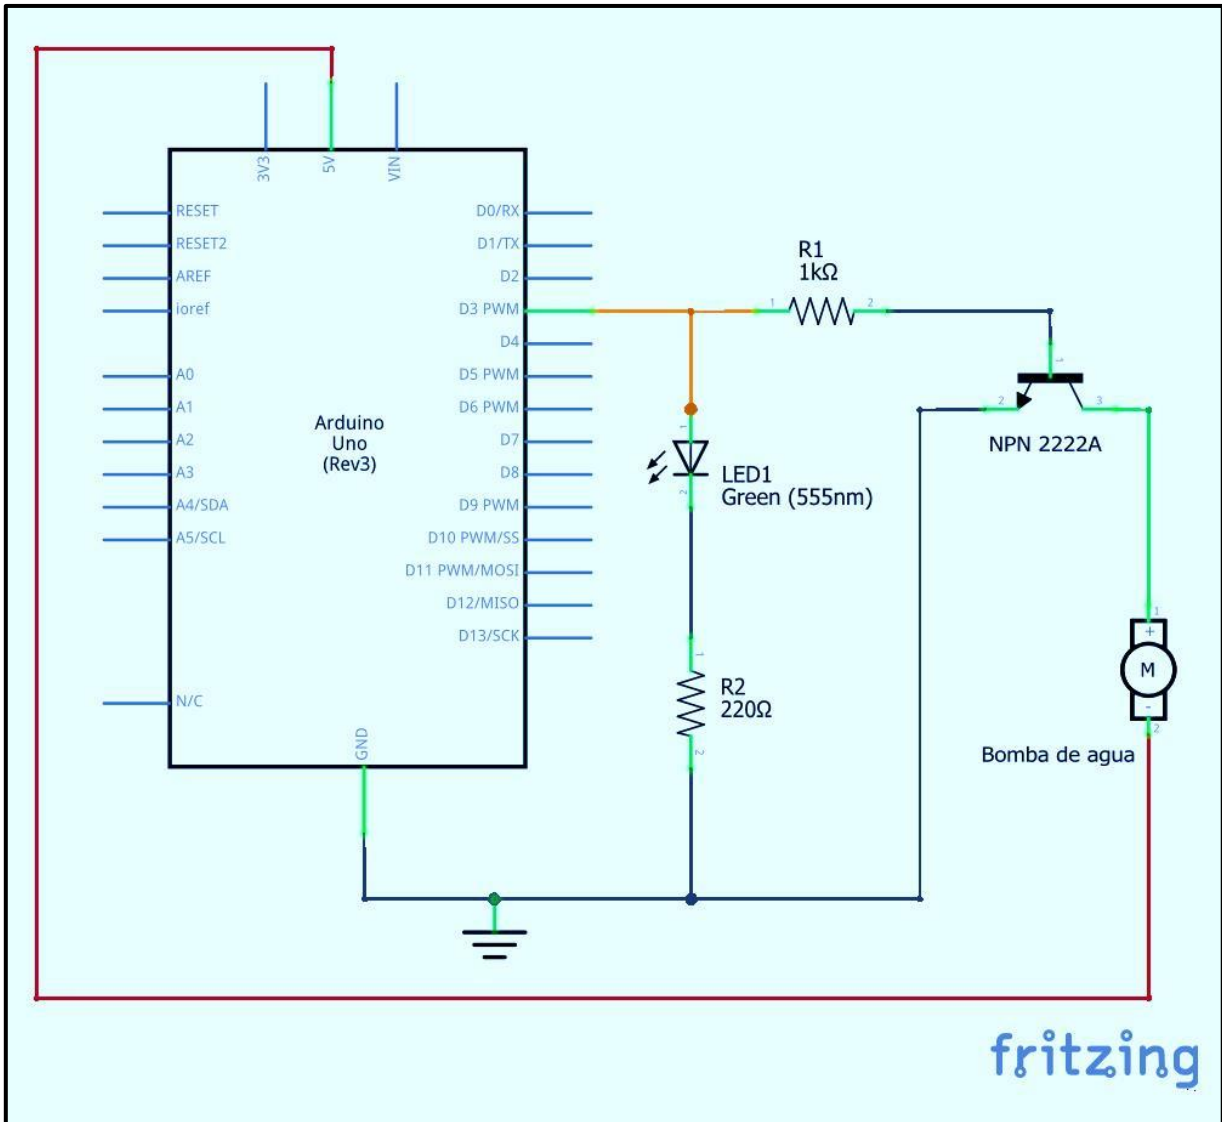 3V3
5V
VIN
RESET
RESET2
AREF
ioref
A0
A1
A2
A3
A4/SDA
A5/SCL
N/C
D0/RX
D1/TX
D2
D3 PWM
D4
D5 PWM
D6 PWM
D7
D8
D9 PWM
D10 PWM/SS
D11 PWM/MOSI
D12/MISO
D13/SCK
Arduino
Uno
(Rev3)
GND
R1
1kΩ
1
2
1
2
3
NPN 2222A
1
LED1
Green (555nm)
2
1
R2
220Ω
2
1
+
M
-
2
Bomba de agua
fritzing